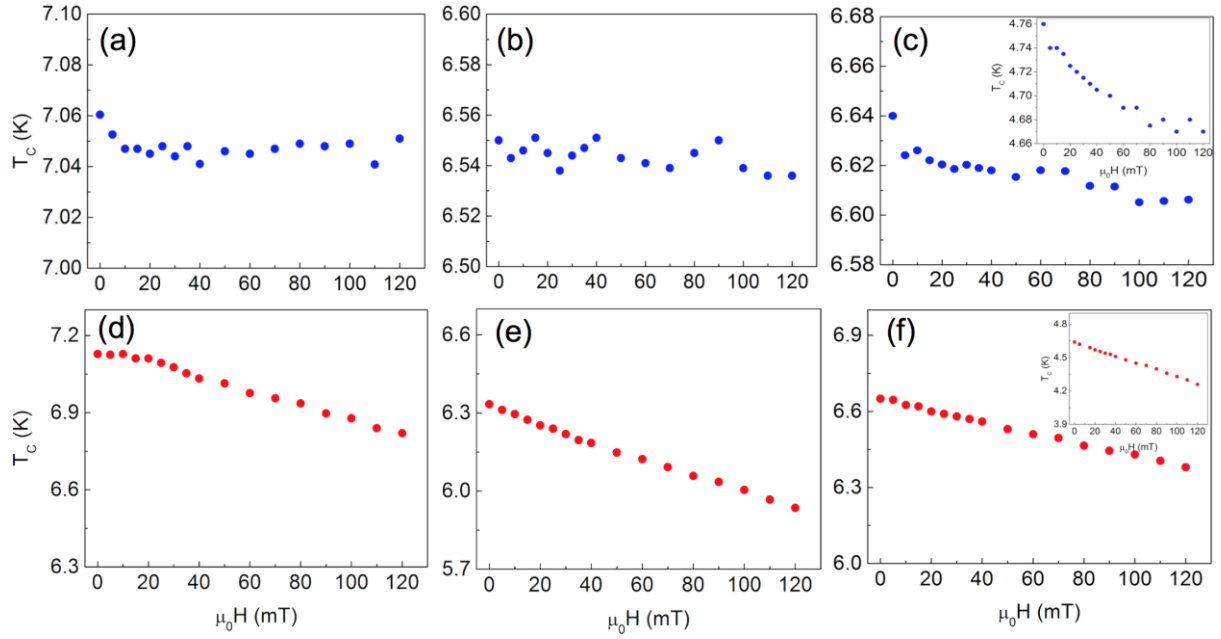 (a)
7.10
7.08
7.06
7.04
7.02
7.00
T_C (K)
0 20 40 60 80 100 120
(b)
6.60
6.58
6.56
6.54
6.52
6.50
0 20 40 60 80 100 120
(c)
6.68
6.66
6.64
6.62
6.60
6.58
0 20 40 60 80 100 120
4.76
4.74
4.72
4.70
4.68
4.66
T_C (K)
0 20 40 60 80 100 120
μ₀H (mT)
(d)
7.2
6.9
6.6
6.3
T_C (K)
0 20 40 60 80 100 120
μ₀H (mT)
(e)
6.6
6.3
6.0
5.7
0 20 40 60 80 100 120
μ₀H (mT)
(f)
6.9
6.6
6.3
6.0
0 20 40 60 80 100 120
μ₀H (mT)
4.8
4.5
4.2
3.9
T_C (K)
0 20 40 60 80 100 120
μ₀H (mT)